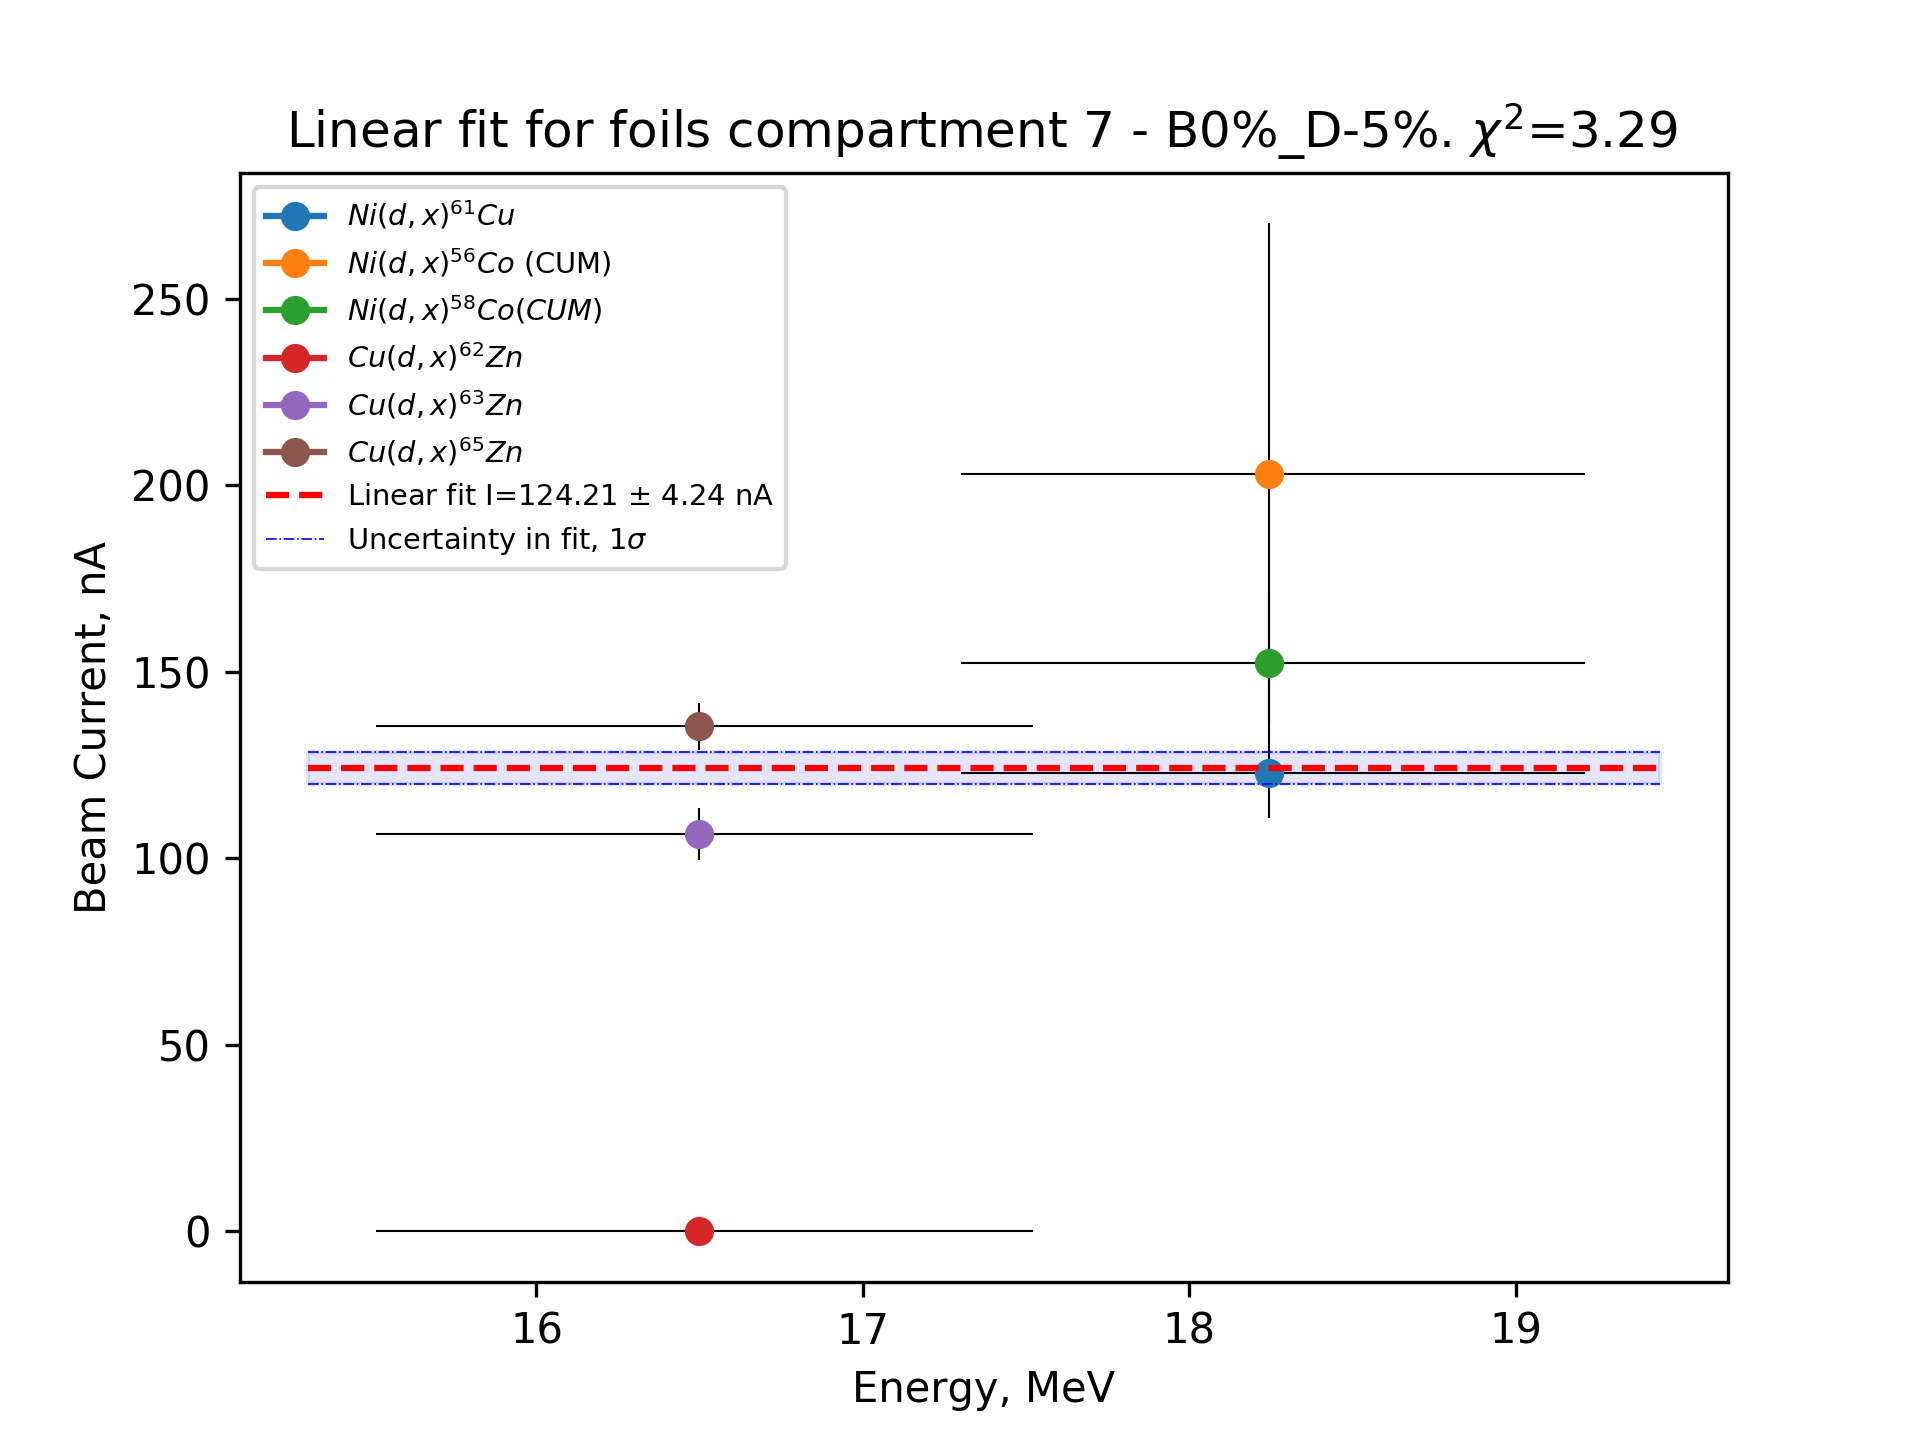 Linear fit for foils compartment 7 - B0%_D-5%. χ²=3.29
Ni(d, x)⁶¹Cu
Ni(d, x)⁵⁶Co (CUM)
Ni(d, x)⁵⁸Co(CUM)
Cu(d, x)⁶²Zn
Cu(d, x)⁶³Zn
Cu(d, x)⁶⁵Zn
Linear fit I=124.21 ± 4.24 nA
Uncertainty in fit, 1σ
Beam Current, nA
250
200
150
100
50
0
16 17 18 19
Energy, MeV